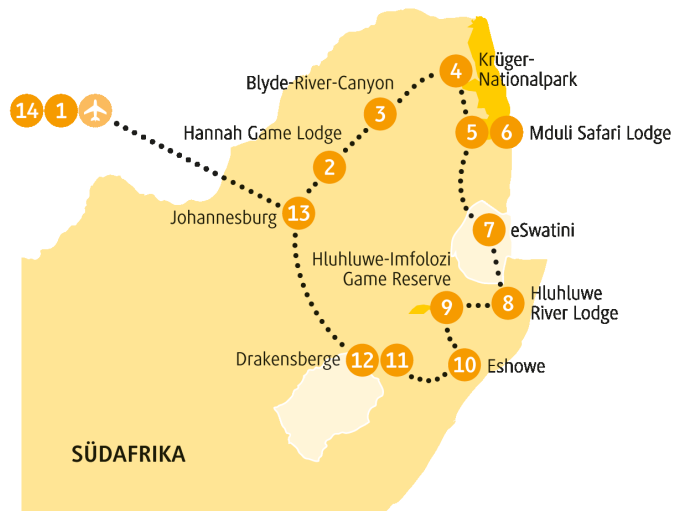 Krüger-
Nationalpark
4
Blyde-River-Canyon
3
14 1
Hannah Game Lodge
5 6 Mduli Safari Lodge
2
Johannesburg 13
7 eSwatini
Hluhluwe-Imfolozi
Game Reserve
9
8 Hluhluwe
River Lodge
Drakensberge 12 11
10 Eshowe
SÜDAFRIKA